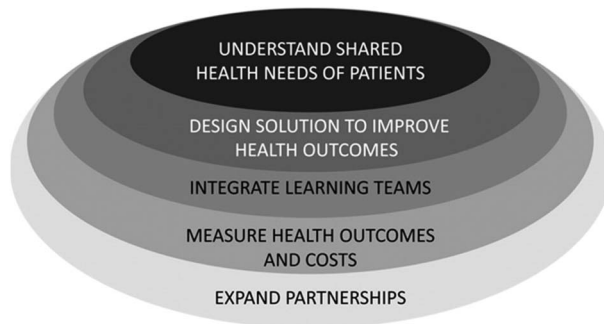 UNDERSTAND SHARED
HEALTH NEEDS OF PATIENTS
DESIGN SOLUTION TO IMPROVE
HEALTH OUTCOMES
INTEGRATE LEARNING TEAMS
MEASURE HEALTH OUTCOMES
AND COSTS
EXPAND PARTNERSHIPS